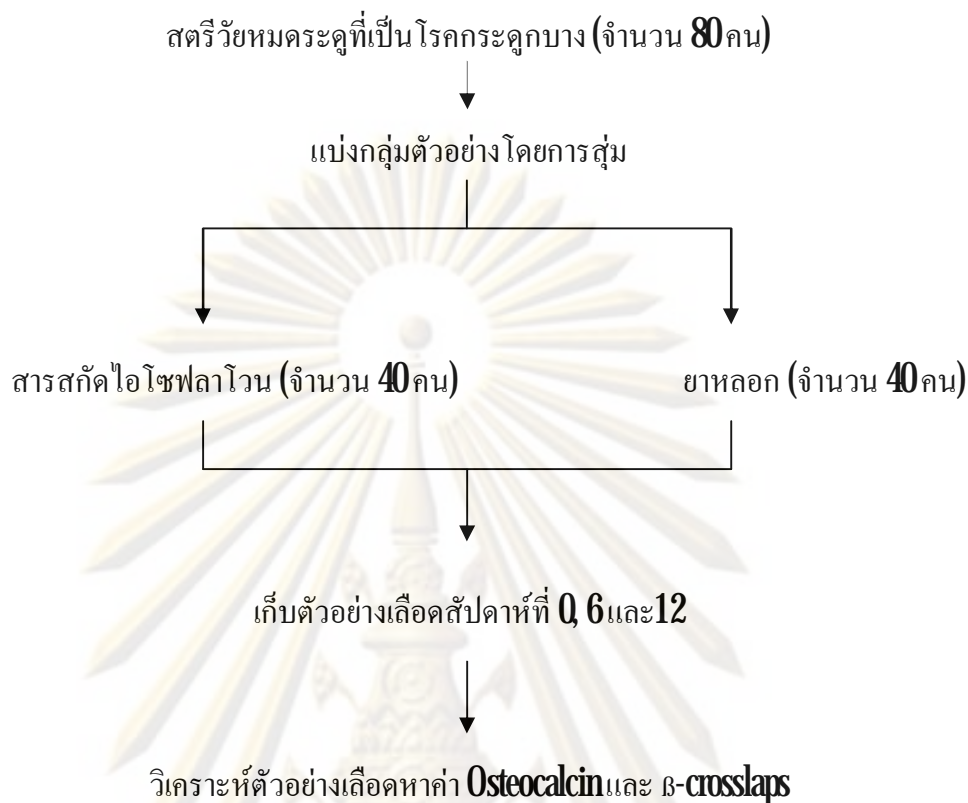 สตรีวัยหมดระดูที่เป็นโรคกระดูกบาง (จำนวน 80 คน)
แบ่งกลุ่มตัวอย่างโดยการสุ่ม
สารสกัดไอโซฟลาโวน (จำนวน 40 คน) ยาหลอก (จำนวน 40 คน)
เก็บตัวอย่างเลือดสัปดาห์ที่ 0, 6 และ 12
วิเคราะห์ตัวอย่างเลือดหาค่า Osteocalcin และ ß-crosslaps